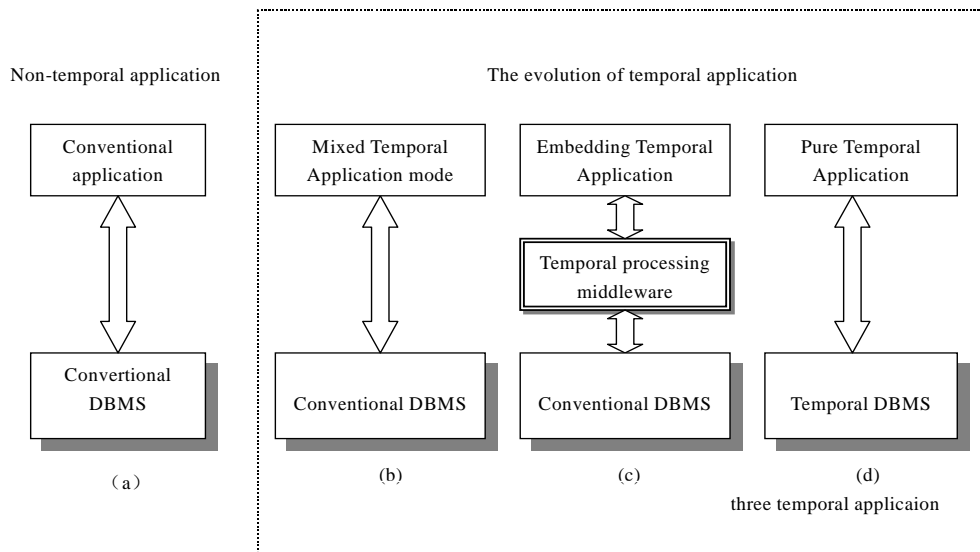 Non-temporal application
The evolution of temporal application
Conventional
application
Mixed Temporal
Application mode
Embedding Temporal
Application
Pure Temporal
Application
Temporal processing
middleware
Convertional
DBMS
Conventional DBMS
Conventional DBMS
Temporal DBMS
（a）
(b)
(c)
(d)
three temporal applicaion